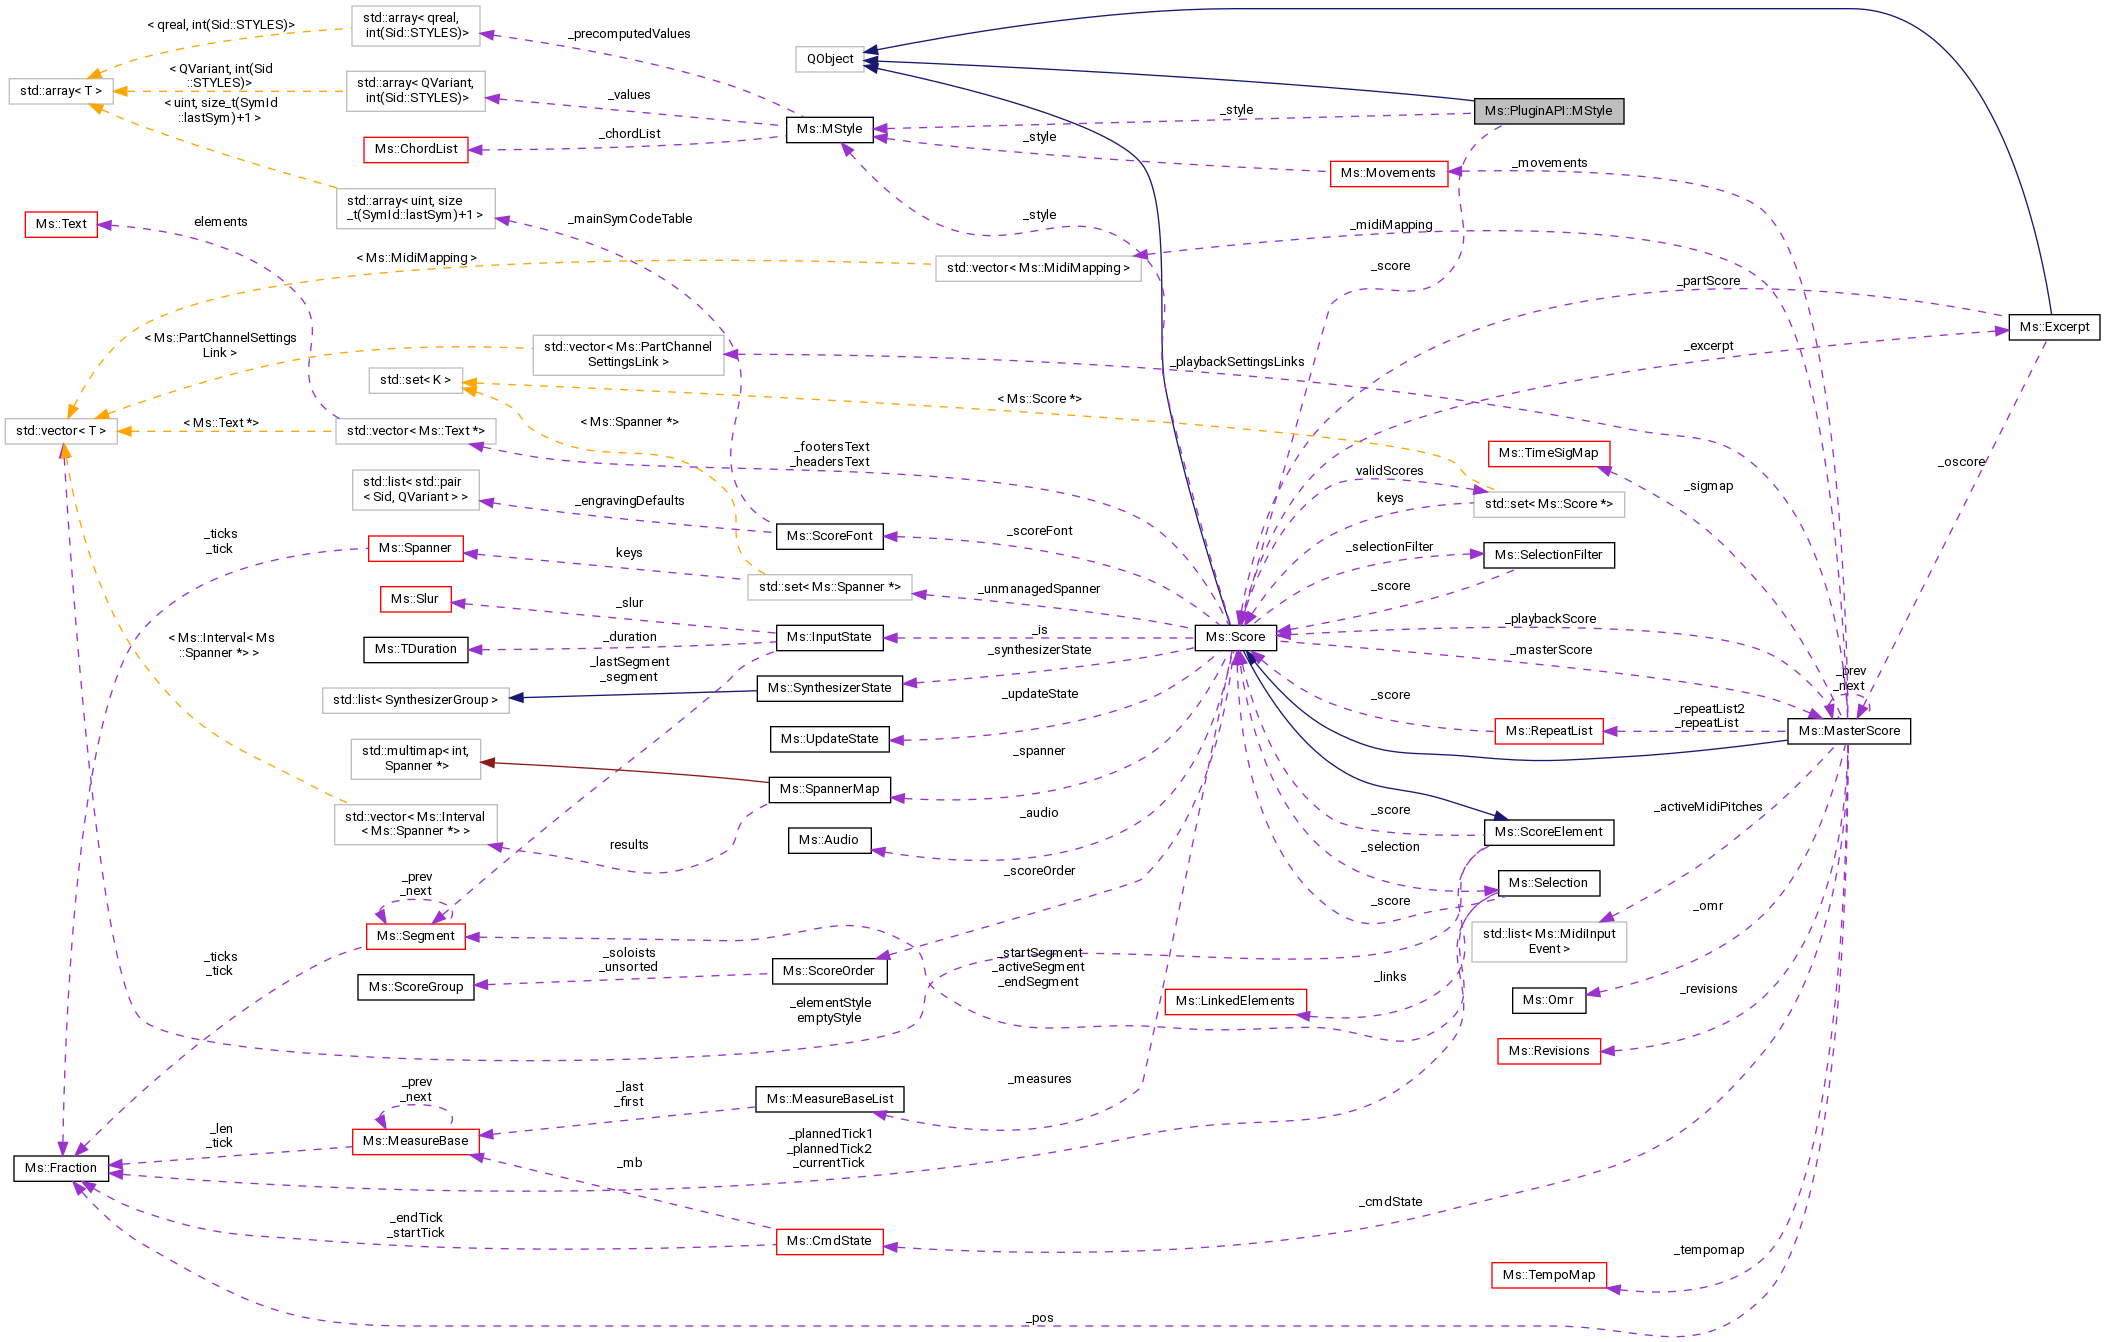 std::array< qreal,
int(Sid::STYLES)>
< qreal, int(Sid::STYLES)>
_precomputedValues
QObject
< QVariant, int(Sid
::STYLES)>
std::array< T >
std::array< QVariant,
int(Sid::STYLES)>
_values
< uint, size_t(SymId
::lastSym)+1 >
Ms::PluginAPI::MStyle
_style
Ms::MStyle
_chordList
Ms::ChordList
_style
Ms::Movements
_movements
std::array< uint, size
_t(SymId::lastSym)+1 >
Ms::Text
elements
_mainSymCodeTable
_style
_midiMapping
< Ms::MidiMapping >
std::vector< Ms::MidiMapping >
_score
_partScore
Ms::Excerpt
< Ms::PartChannelSettings
Link >
std::vector< Ms::PartChannel
SettingsLink >
_playbackSettingsLinks
_excerpt
std::set< K >
< Ms::Score *>
std::vector< T >
< Ms::Text *>
std::vector< Ms::Text *>
< Ms::Spanner *>
_footersText
_headersText
Ms::TimeSigMap
_oscore
std::list< std::pair
< Sid, QVariant > >
_engravingDefaults
validScores
keys
std::set< Ms::Score *>
_sigmap
_ticks
_tick
Ms::Spanner
keys
Ms::ScoreFont
_scoreFont
_selectionFilter
Ms::SelectionFilter
std::set< Ms::Spanner *>
_unmanagedSpanner
_score
Ms::Slur
_slur
_playbackScore
< Ms::Interval< Ms
::Spanner *> >
Ms::TDuration
_duration
Ms::InputState
_is
Ms::Score
_masterScore
_lastSegment
_segment
_synthesizerState
_prev
_next
std::list< SynthesizerGroup >
Ms::SynthesizerState
_updateState
_score
_repeatList2
_repeatList
Ms::RepeatList
Ms::MasterScore
std::multimap< int,
Spanner *>
Ms::UpdateState
_spanner
Ms::SpannerMap
std::vector< Ms::Interval
< Ms::Spanner *> >
results
Ms::Audio
_audio
_score
Ms::ScoreElement
_activeMidiPitches
_selection
_prev
_next
_scoreOrder
_score
Ms::Selection
_omr
Ms::Segment
std::list< Ms::MidiInput
Event >
_ticks
_tick
_soloists
_unsorted
Ms::ScoreGroup
Ms::ScoreOrder
_startSegment
_activeSegment
_endSegment
_links
_elementStyle
emptyStyle
Ms::LinkedElements
Ms::Omr
_revisions
Ms::Revisions
_prev
_next
_last
_first
Ms::MeasureBaseList
_measures
_len
_tick
Ms::MeasureBase
_plannedTick1
_plannedTick2
_currentTick
Ms::Fraction
_mb
_cmdState
_endTick
_startTick
Ms::CmdState
_tempomap
Ms::TempoMap
_pos